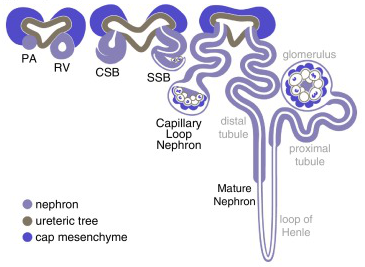 PA
RV
CSB
SSB
Capillary
Loop
Nephron
glomerulus
distal
tubule
proximal
tubule
Mature
Nephron
loop of
Henle
nephron
ureteric tree
cap mesenchyme